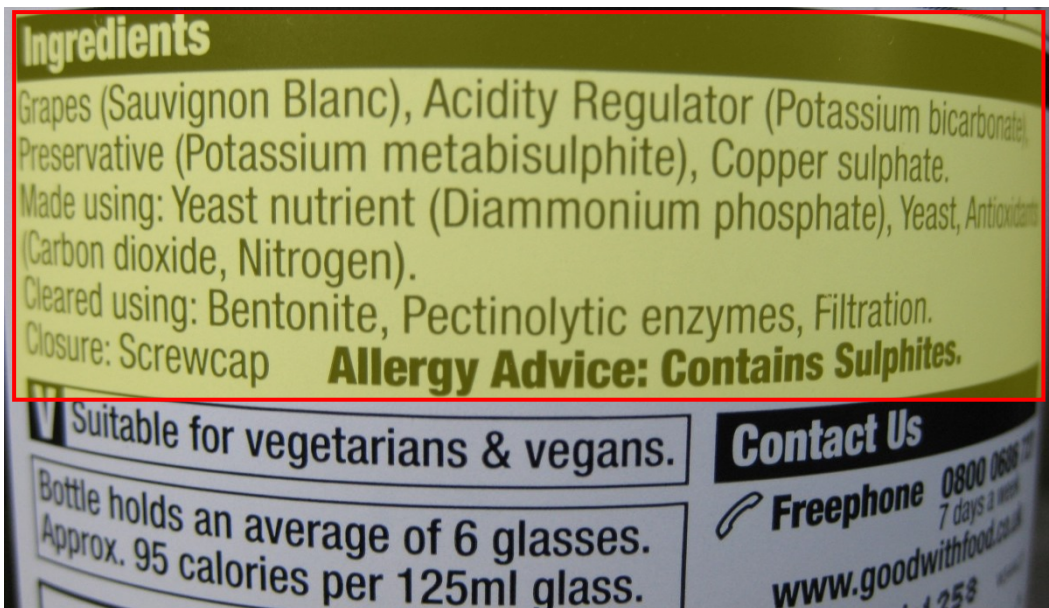 Ingredients
Grapes (Sauvignon Blanc), Acidity Regulator (Potassium bicarbonate),
Preservative (Potassium metabisulphite), Copper sulphate.
Made using: Yeast nutrient (Diammonium phosphate), Yeast, Antioxidants
(Carbon dioxide, Nitrogen).
Cleared using: Bentonite, Pectinolytic enzymes, Filtration.
Closure: Screwcap Allergy Advice: Contains Sulphites.
V Suitable for vegetarians & vegans.
Bottle holds an average of 6 glasses.
Approx. 95 calories per 125ml glass.
Contact Us
Freephone 0800 0686
7 days a week
www.goodwithfood.co.uk